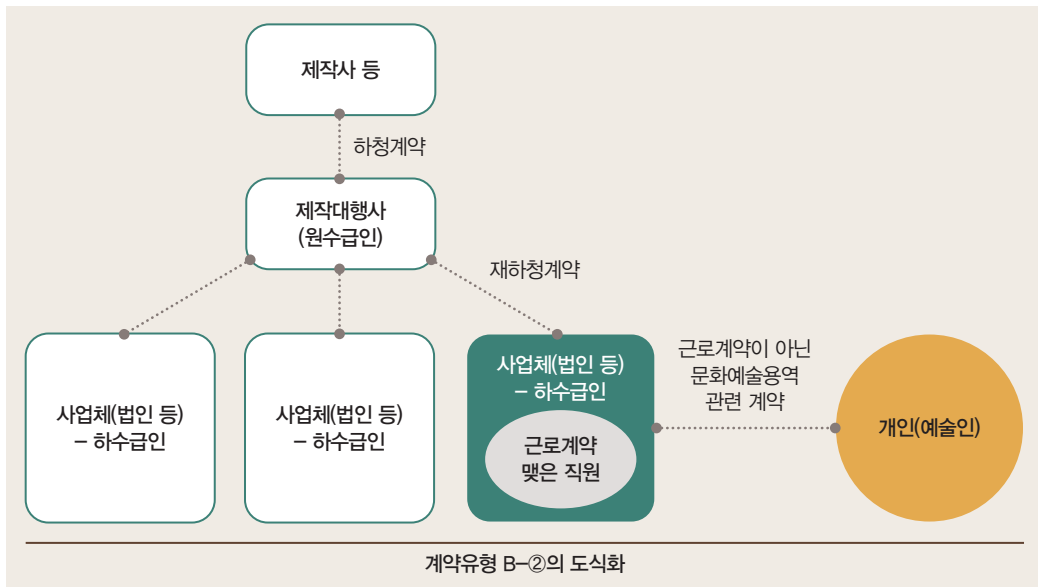 제작사 등
하청계약
제작대행사
(원수급인)
재하청계약
사업체(법인 등)
– 하수급인
사업체(법인 등)
– 하수급인
사업체(법인 등)
– 하수급인
근로계약
맺은 직원
근로계약이 아닌
문화예술용역
관련 계약
개인(예술인)
계약유형 B–②의 도식화